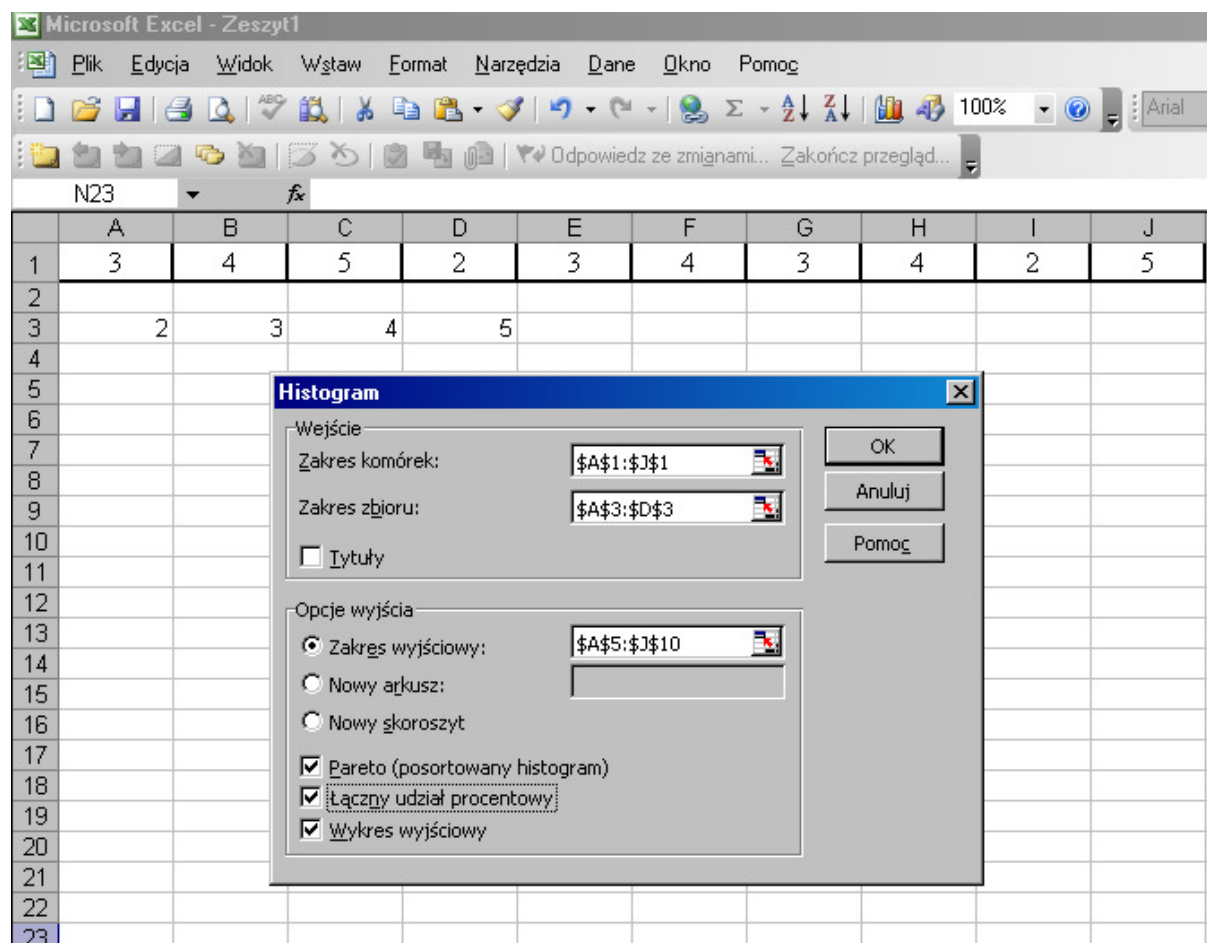 Microsoft Excel - Zeszyt1
Plik Edycja Widok Wstaw Format Narzędzia Dane Okno Pomoc
ABC Σ A Z Z A 100% Arial
Odpowiedz ze zmianami... Zakończ przegląd...
N23 fx
A B C D E F G H I J
1 3 4 5 2 3 4 3 4 2 5
2
3 2 3 4 5
4
5
6
7
8
9
10
11
12
13
14
15
16
17
18
19
20
21
22
23
Histogram
Wejście
Zakres komórek: $A$1:$J$1
OK
Zakres zbioru: $A$3:$D$3
Anuluj
Tytuły
Pomoc
Opcje wyjścia
Zakres wyjściowy: $A$5:$J$10
Nowy arkusz:
Nowy skoroszyt
Pareto (posortowany histogram)
Łączny udział procentowy
Wykres wyjściowy